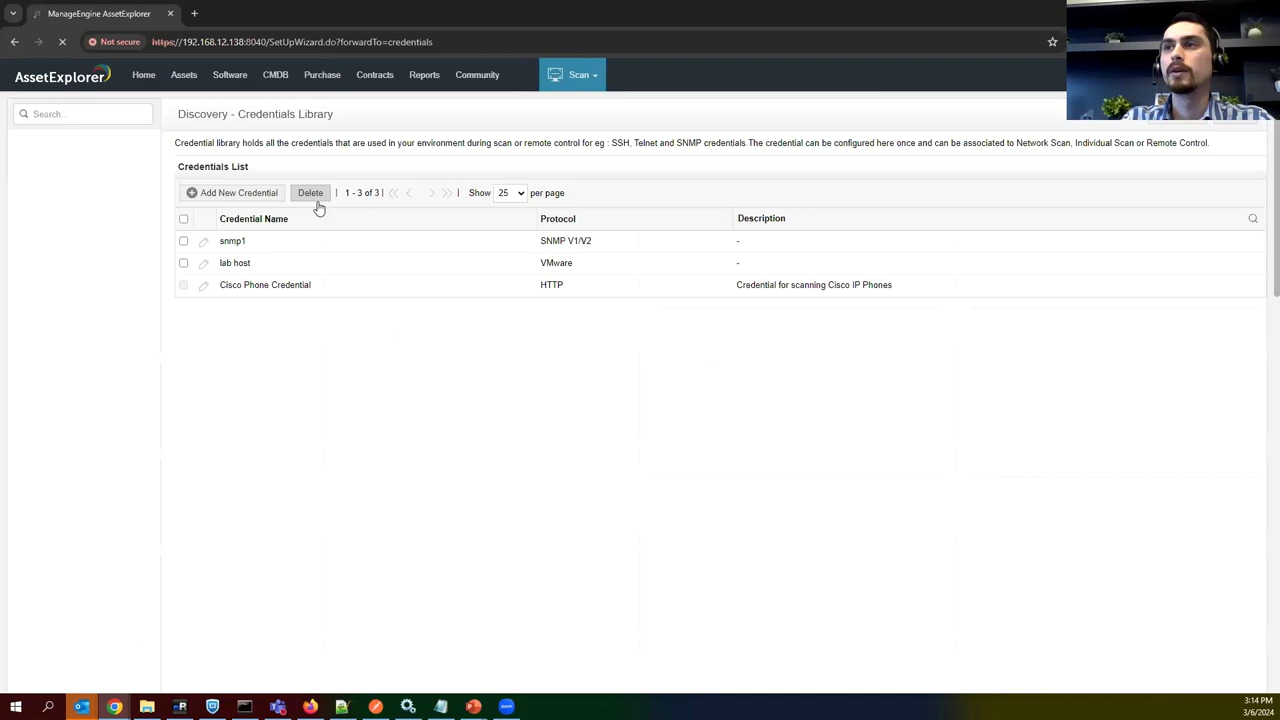 ManageEngine AssetExplorer
Not secure https://192.168.12.138:8040/SetUpWizard.do?forwardTo=credentials
AssetExplorer Home Assets Software CMDB Purchase Contracts Reports Community Scan
Search...
Discovery - Credentials Library
Credential library holds all the credentials that are used in your environment during scan or remote control for eg : SSH, Telnet and SNMP credentials.The credential can be configured here once and can be associated to Network Scan, Individual Scan or Remote Control.
Credentials List
Add New Credential Delete | 1 - 3 of 3 | | Show 25 per page
Credential Name Protocol Description
snmp1 SNMP V1/V2 -
lab host VMware -
Cisco Phone Credential HTTP Credential for scanning Cisco IP Phones
3:14 PM
3/6/2024